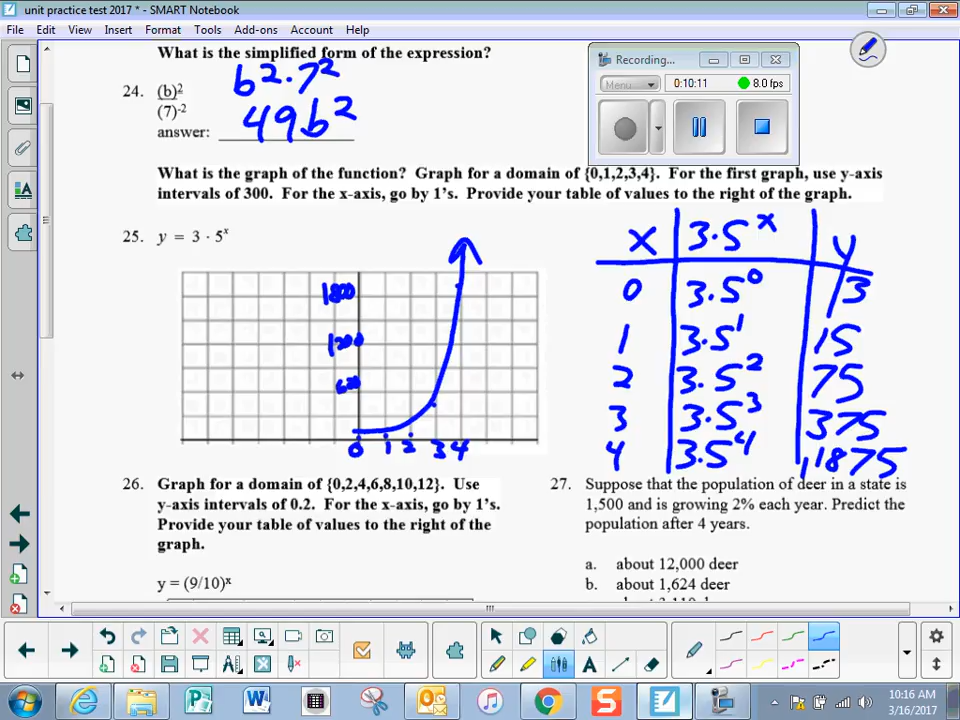 unit practice test 2017 * - SMART Notebook
File Edit View Insert Format Tools Add-ons Account Help
What is the simplified form of the expression?
b².7²
24. (b)²
(7)⁻²
49b²
answer:
Recording...
Menu
0:10:11
8.0 fps
What is the graph of the function? Graph for a domain of {0,1,2,3,4}. For the first graph, use y-axis
intervals of 300. For the x-axis, go by 1's. Provide your table of values to the right of the graph.
25. y = 3 · 5ˣ
x 3·5ˣ y
0 3·5⁰ 3
1 3·5¹ 15
2 3·5² 75
3 3·5³ 375
4 3·5⁴ 1,875
1800
1200
600
0 1 2 3 4
26. Graph for a domain of {0,2,4,6,8,10,12}. Use
y-axis intervals of 0.2. For the x-axis, go by 1's.
Provide your table of values to the right of the
graph.
y = (9/10)ˣ
27. Suppose that the population of deer in a state is
1,500 and is growing 2% each year. Predict the
population after 4 years.
a. about 12,000 deer
b. about 1,624 deer
10:16 AM
3/16/2017